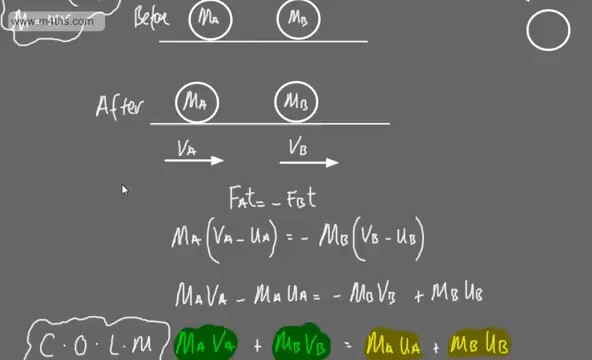 www.m4ths.com
Before MA MB
After MA MB
VA VB
FAt = - FBt
MA(VA - UA) = - MB(VB - UB)
MAVA - MAUA = - MBVB + MBUB
C.O.L.M MAVA + MBVB = MAUA + MBUB